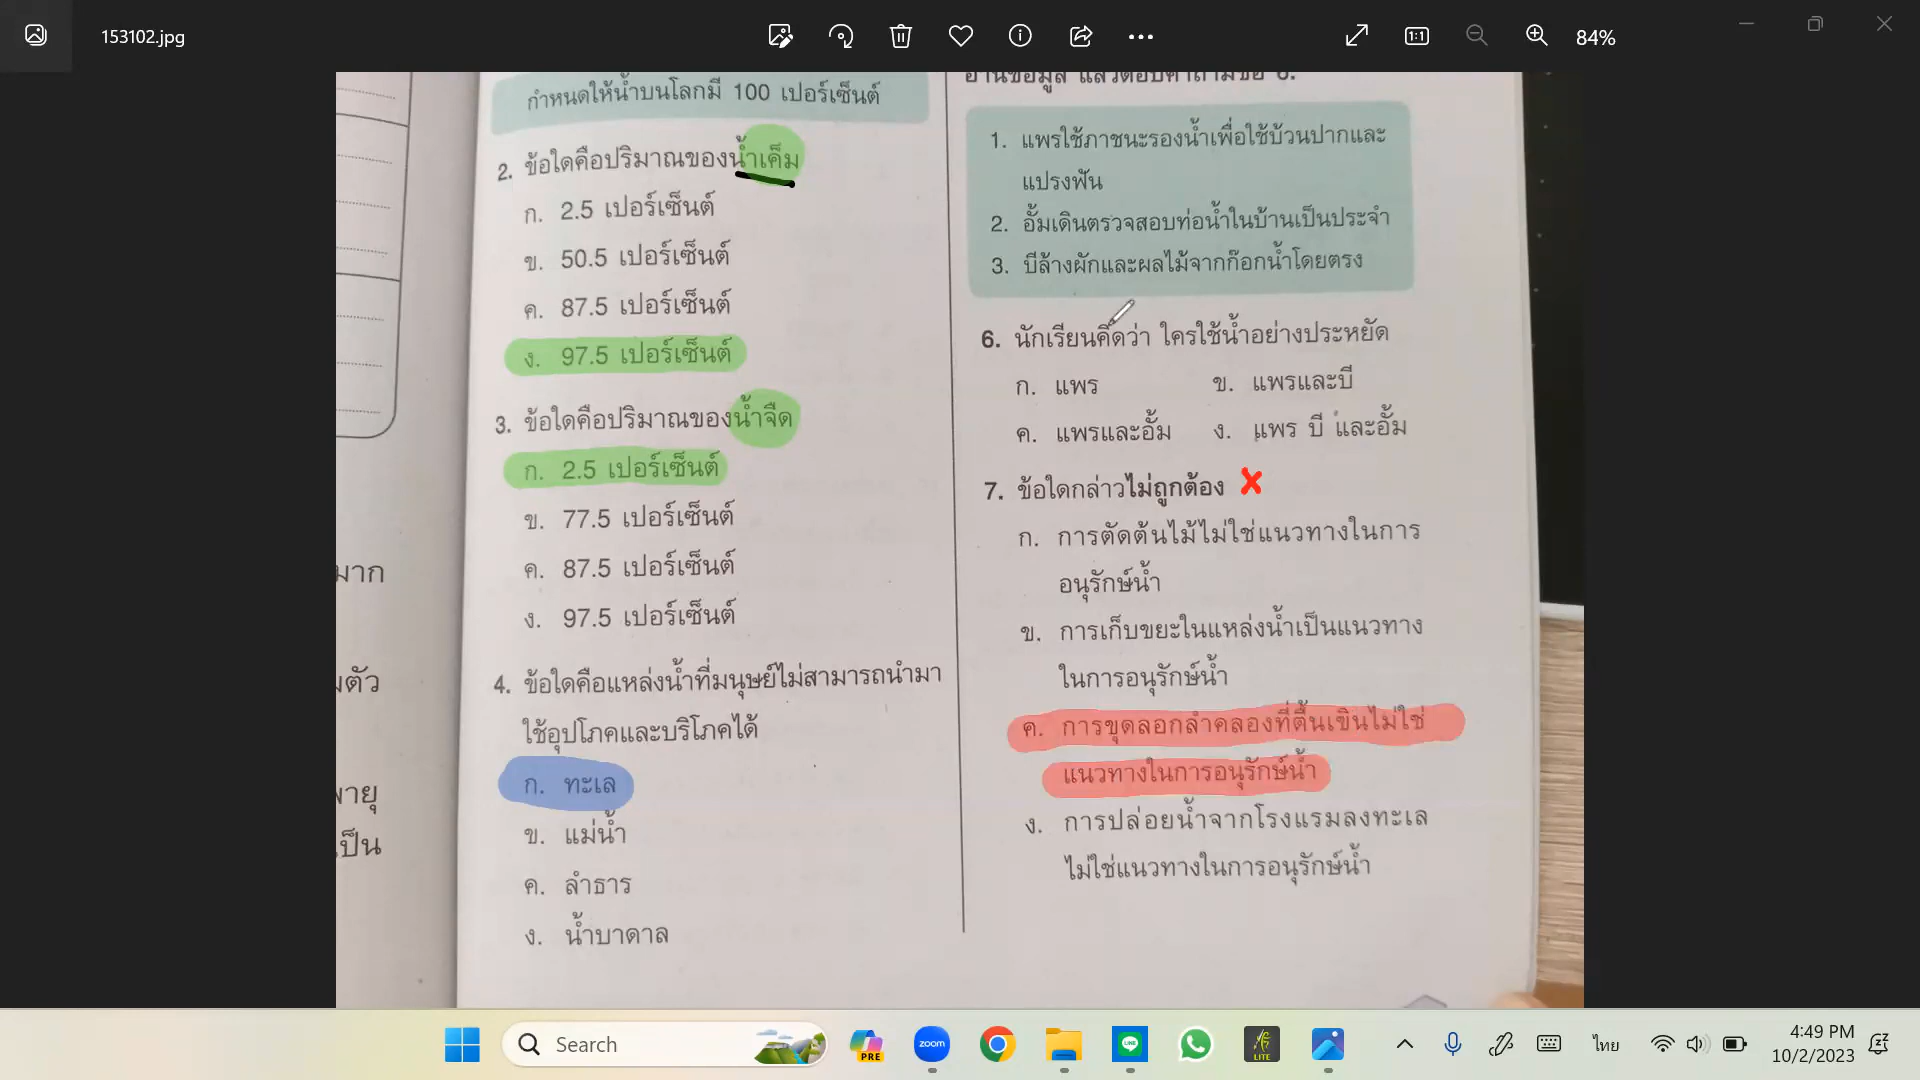 153102.jpg
84%
กำหนดให้น้ำบนโลกมี 100 เปอร์เซ็นต์
2. ข้อใดคือปริมาณของน้ำเค็ม
ก. 2.5 เปอร์เซ็นต์
ข. 50.5 เปอร์เซ็นต์
ค. 87.5 เปอร์เซ็นต์
ง. 97.5 เปอร์เซ็นต์
3. ข้อใดคือปริมาณของน้ำจืด
ก. 2.5 เปอร์เซ็นต์
ข. 77.5 เปอร์เซ็นต์
ค. 87.5 เปอร์เซ็นต์
ง. 97.5 เปอร์เซ็นต์
4. ข้อใดคือแหล่งน้ำที่มนุษย์ไม่สามารถนำมา
ใช้อุปโภคและบริโภคได้
ก. ทะเล
ข. แม่น้ำ
ค. ลำธาร
ง. น้ำบาดาล
อ่านข้อมูล แล้วตอบคำถามข้อ 6.
1. แพรใช้ภาชนะรองน้ำเพื่อใช้บ้วนปากและ
แปรงฟัน
2. อั้มเดินตรวจสอบท่อน้ำในบ้านเป็นประจำ
3. บีล้างผักและผลไม้จากก๊อกน้ำโดยตรง
6. นักเรียนคิดว่า ใครใช้น้ำอย่างประหยัด
ก. แพร ข. แพรและบี
ค. แพรและอั้ม ง. แพร บี และอั้ม
7. ข้อใดกล่าวไม่ถูกต้อง
ก. การตัดต้นไม้ไม่ใช่แนวทางในการ
อนุรักษ์น้ำ
ข. การเก็บขยะในแหล่งน้ำเป็นแนวทาง
ในการอนุรักษ์น้ำ
ค. การขุดลอกลำคลองที่ตื้นเขินไม่ใช่
แนวทางในการอนุรักษ์น้ำ
ง. การปล่อยน้ำจากโรงแรมลงทะเล
ไม่ใช่แนวทางในการอนุรักษ์น้ำ
มาก
ตัว
ายุ
เป็น
Search
PRE
zoom
LINE
LITE
ไทย
4:49 PM
10/2/2023